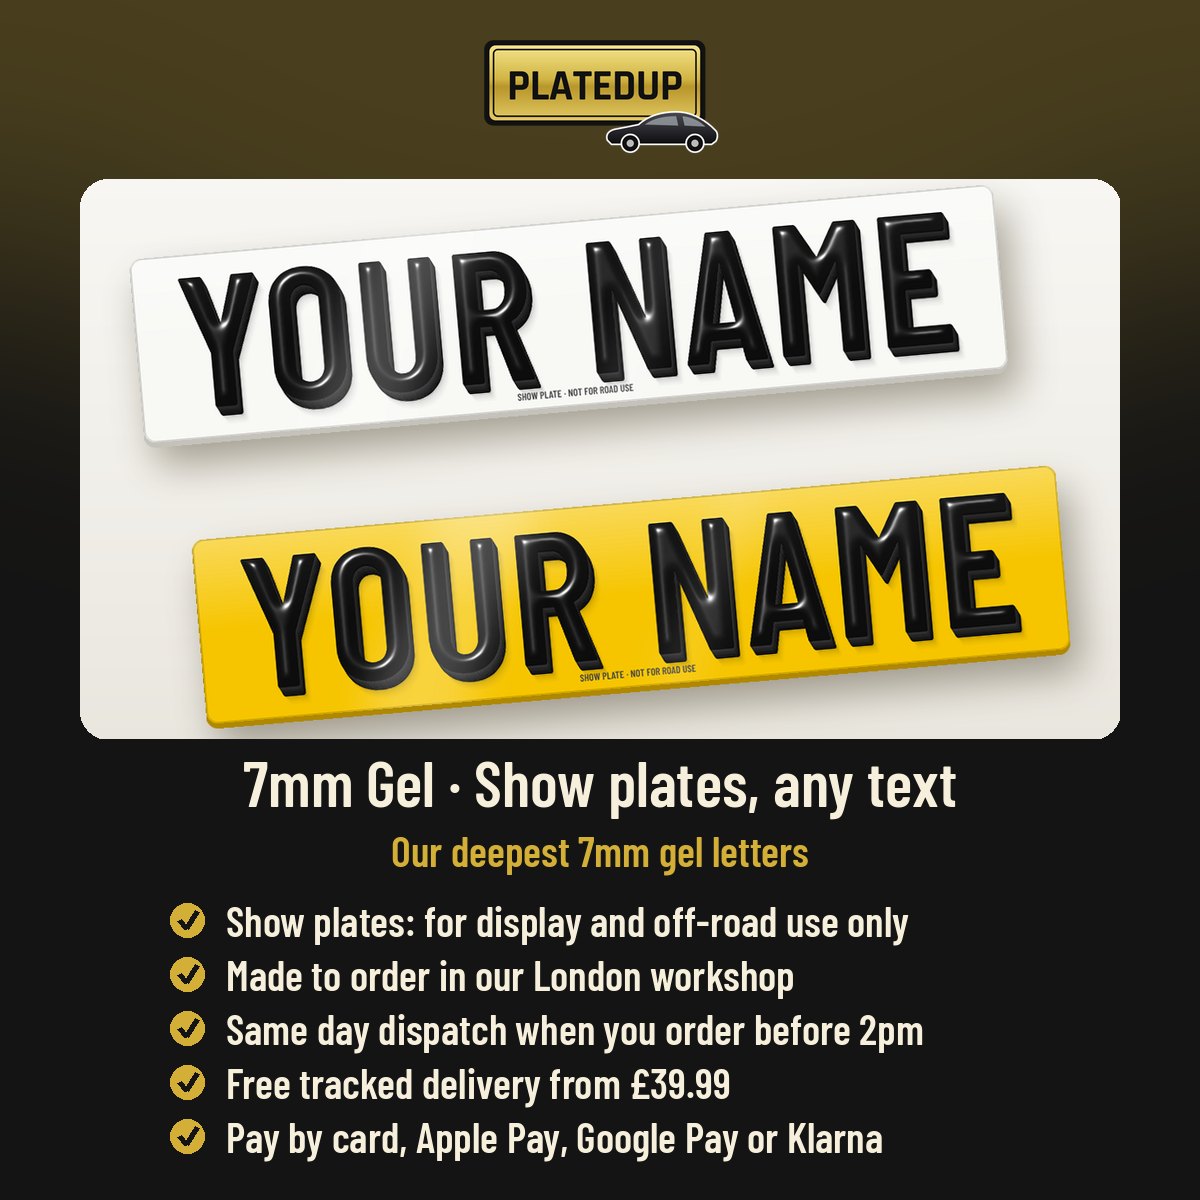 PLATEDUP
YOUR NAME
SHOW PLATE · NOT FOR ROAD USE
YOUR NAME
SHOW PLATE · NOT FOR ROAD USE
7mm Gel · Show plates, any text
Our deepest 7mm gel letters
Show plates: for display and off-road use only
Made to order in our London workshop
Same day dispatch when you order before 2pm
Free tracked delivery from £39.99
Pay by card, Apple Pay, Google Pay or Klarna